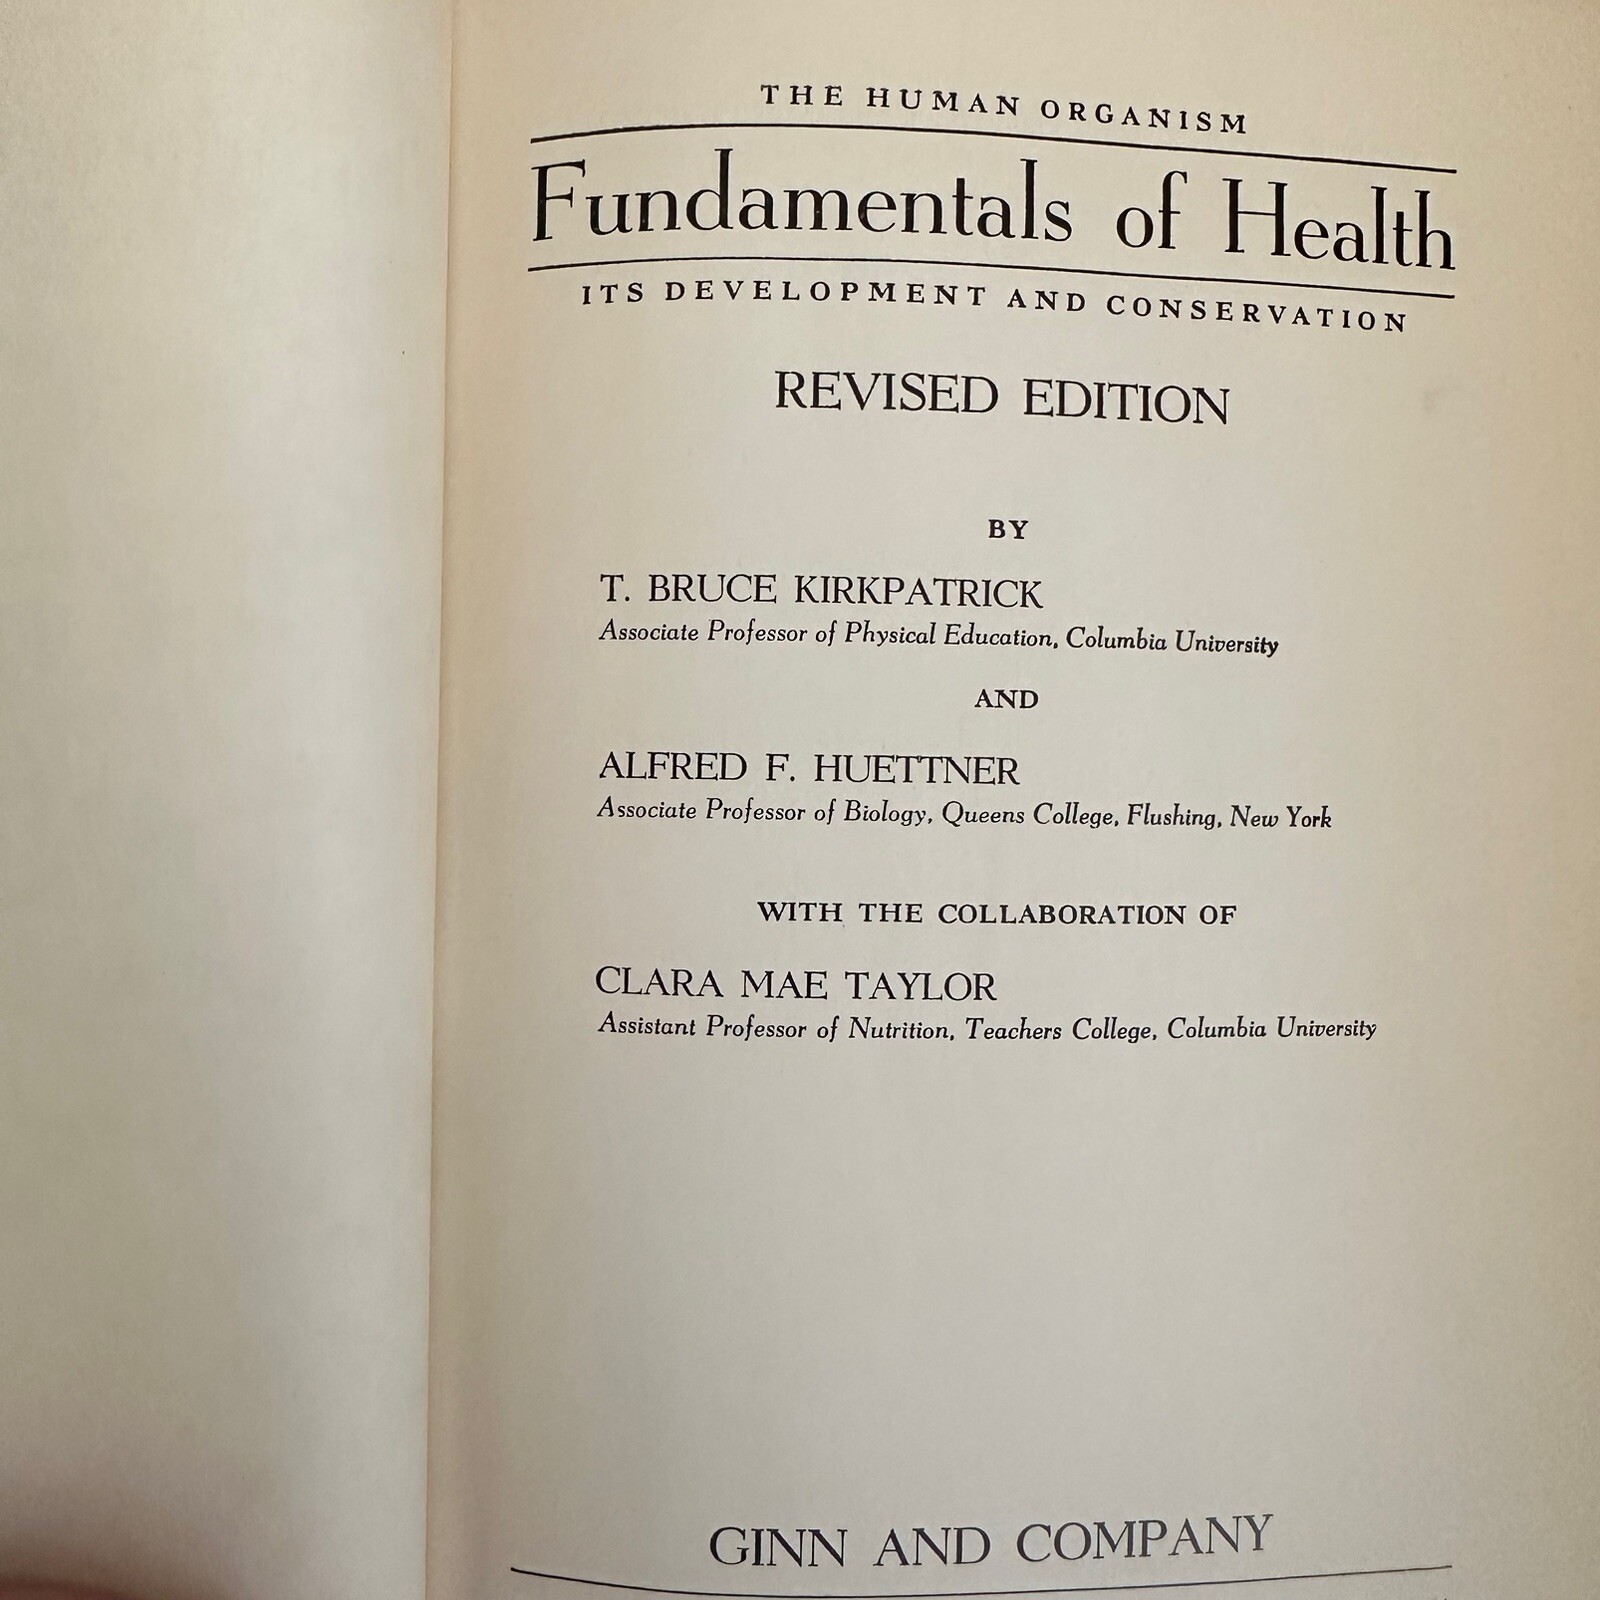 THE HUMAN ORGANISM
Fundamentals of Health
ITS DEVELOPMENT AND CONSERVATION
REVISED EDITION
BY
T. BRUCE KIRKPATRICK
Associate Professor of Physical Education, Columbia University
AND
ALFRED F. HUETTNER
Associate Professor of Biology, Queens College, Flushing, New York
WITH THE COLLABORATION OF
CLARA MAE TAYLOR
Assistant Professor of Nutrition, Teachers College, Columbia University
GINN AND COMPANY